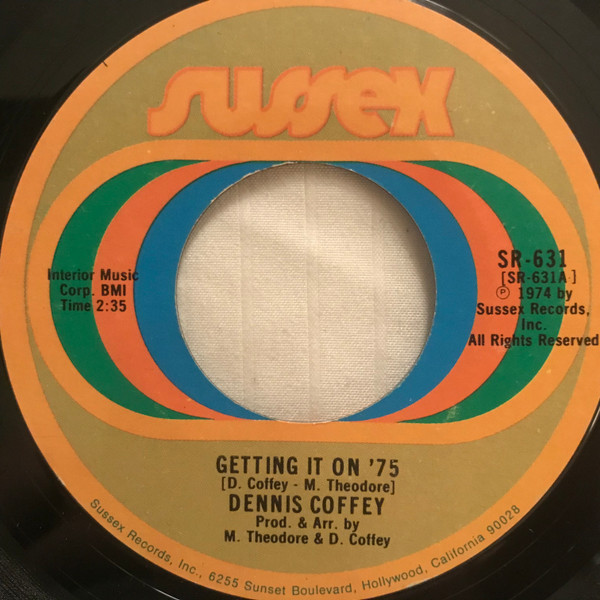 sussex
Interior Music
Corp. BMI
Time 2:35
SR-631
[SR-631A]
Ⓟ 1974 by
Sussex Records,
Inc.
All Rights Reserved
GETTING IT ON '75
[D. Coffey - M. Theodore]
DENNIS COFFEY
Prod. & Arr. by
M. Theodore & D. Coffey
Sussex Records, Inc., 6255 Sunset Boulevard, Hollywood, California 90028